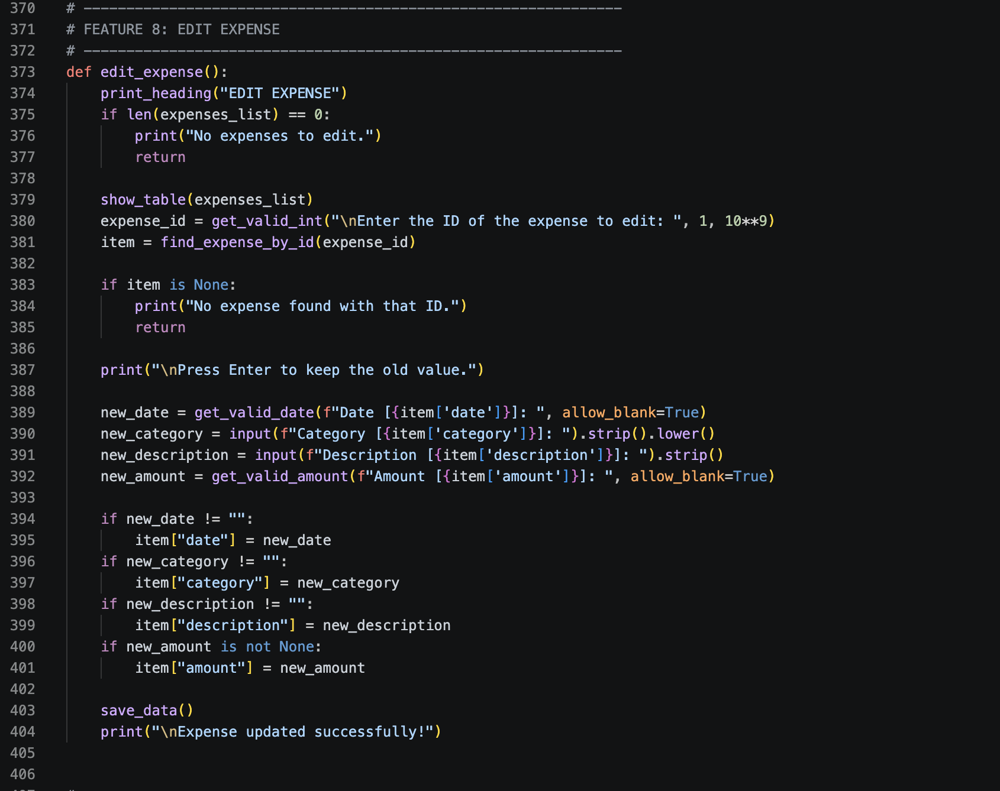 370 # ---------------------------------------------------------------
371 # FEATURE 8: EDIT EXPENSE
372 # ---------------------------------------------------------------
373 def edit_expense():
374     print_heading("EDIT EXPENSE")
375     if len(expenses_list) == 0:
376         print("No expenses to edit.")
377         return
378
379     show_table(expenses_list)
380     expense_id = get_valid_int("\nEnter the ID of the expense to edit: ", 1, 10**9)
381     item = find_expense_by_id(expense_id)
382
383     if item is None:
384         print("No expense found with that ID.")
385         return
386
387     print("\nPress Enter to keep the old value.")
388
389     new_date = get_valid_date(f"Date [{item['date']}]: ", allow_blank=True)
390     new_category = input(f"Category [{item['category']}]: ").strip().lower()
391     new_description = input(f"Description [{item['description']}]: ").strip()
392     new_amount = get_valid_amount(f"Amount [{item['amount']}]: ", allow_blank=True)
393
394     if new_date != "":
395         item["date"] = new_date
396     if new_category != "":
397         item["category"] = new_category
398     if new_description != "":
399         item["description"] = new_description
400     if new_amount is not None:
401         item["amount"] = new_amount
402
403     save_data()
404     print("\nExpense updated successfully!")
405
406